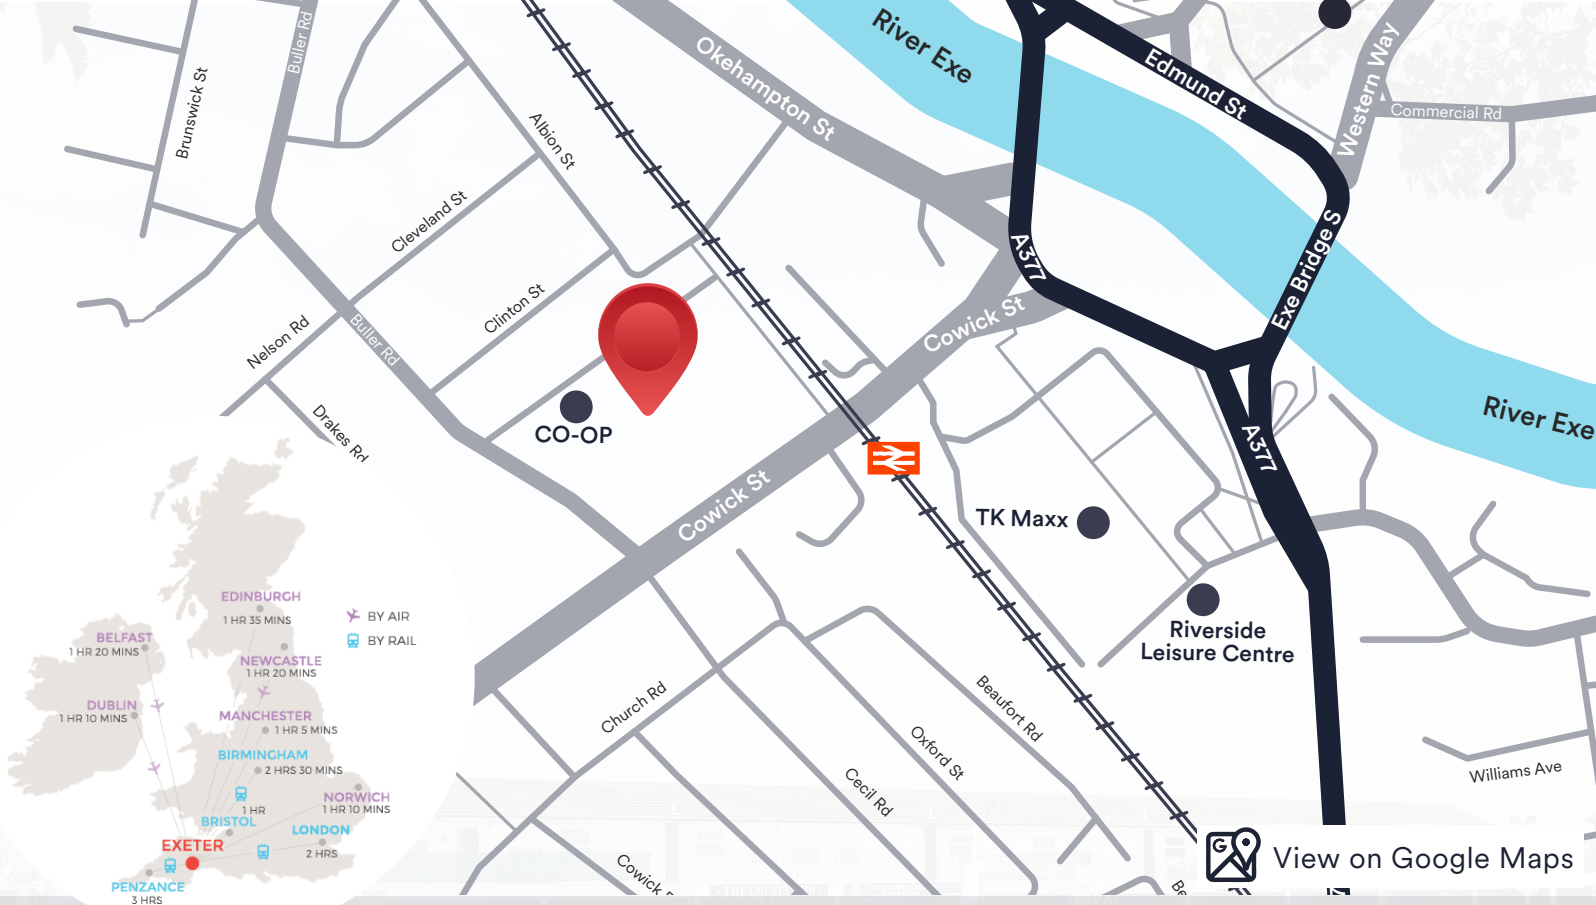 River Exe
Okehampton St
Edmund St
Western Way
Commercial Rd
Buller Rd
Brunswick St
Albion St
Cleveland St
Clinton St
A377
Exe Bridge S
Cowick St
Nelson Rd
Buller Rd
Drakes Rd
CO-OP
River Exe
A377
Cowick St
TK Maxx
Riverside
Leisure Centre
Church Rd
Beaufort Rd
Oxford St
Cecil Rd
Williams Ave
Cowick
Be
View on Google Maps
G
EDINBURGH
1 HR 35 MINS
BY AIR
BY RAIL
BELFAST
1 HR 20 MINS
NEWCASTLE
1 HR 20 MINS
DUBLIN
1 HR 10 MINS
MANCHESTER
1 HR 5 MINS
BIRMINGHAM
2 HRS 30 MINS
NORWICH
1 HR 10 MINS
1 HR
BRISTOL
LONDON
2 HRS
EXETER
PENZANCE
3 HRS